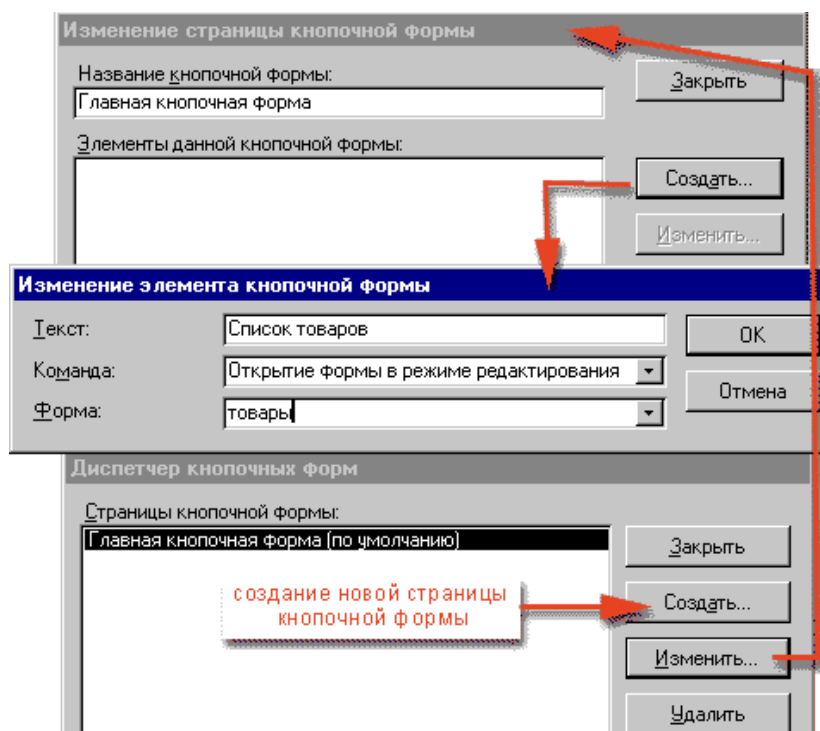 Изменение страницы кнопочной формы
Название кнопочной формы:
Закрыть
Главная кнопочная форма
Элементы данной кнопочной формы:
Создать...
Изменить...
Изменение элемента кнопочной формы
Текст:
Список товаров
OK
Команда:
Открытие формы в режиме редактирования
Отмена
Форма:
товары
Диспетчер кнопочных форм
Страницы кнопочной формы:
Главная кнопочная форма (по умолчанию)
Закрыть
создание новой страницы
кнопочной формы
Создать...
Изменить...
Удалить